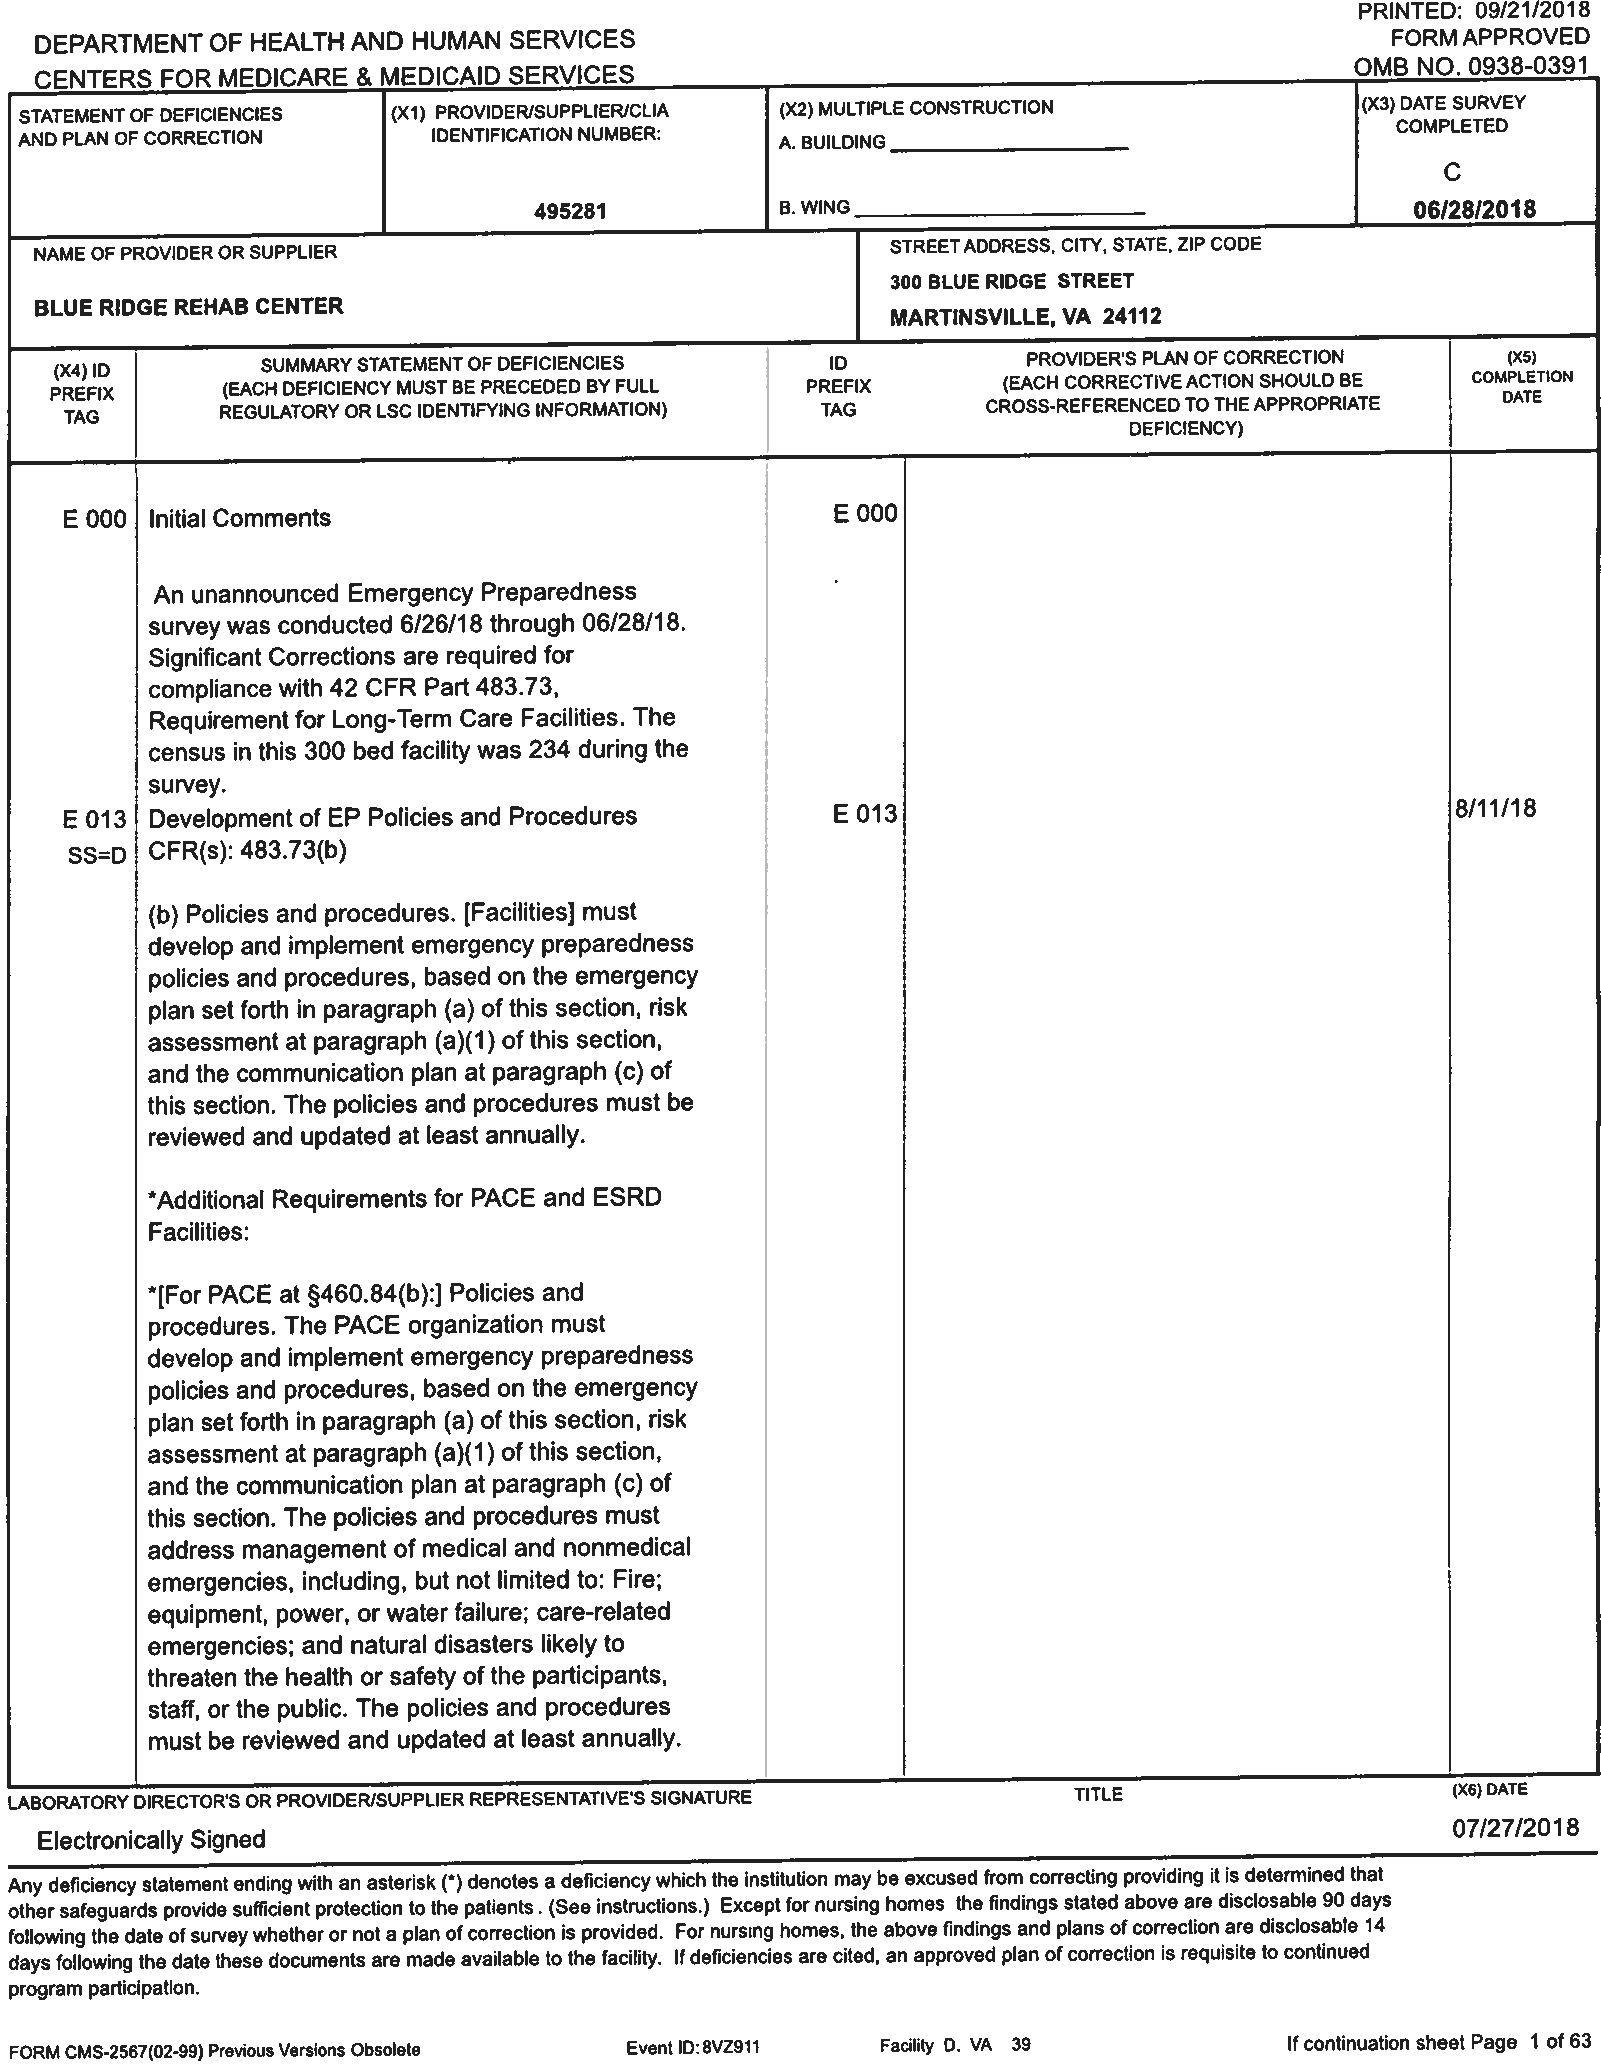 PRINTED: 09/21/2018
DEPARTMENT OF HEALTH AND HUMAN SERVICES
FORM APPROVED
CENTERS FOR MEDICARE & MEDICAID SERVICES
OMB NO. 0938-0391
STATEMENT OF DEFICIENCIES
AND PLAN OF CORRECTION
(X1) PROVIDER/SUPPLIER/CLIA
IDENTIFICATION NUMBER:
495281
(X2) MULTIPLE CONSTRUCTION
A. BUILDING
B. WING
(X3) DATE SURVEY
COMPLETED
C
06/28/2018
NAME OF PROVIDER OR SUPPLIER
BLUE RIDGE REHAB CENTER
STREET ADDRESS, CITY, STATE, ZIP CODE
300 BLUE RIDGE STREET
MARTINSVILLE, VA 24112
(X4) ID
PREFIX
TAG
SUMMARY STATEMENT OF DEFICIENCIES
(EACH DEFICIENCY MUST BE PRECEDED BY FULL
REGULATORY OR LSC IDENTIFYING INFORMATION)
ID
PREFIX
TAG
PROVIDER'S PLAN OF CORRECTION
(EACH CORRECTIVE ACTION SHOULD BE
CROSS-REFERENCED TO THE APPROPRIATE
DEFICIENCY)
(X5)
COMPLETION
DATE
E 000 Initial Comments E 000
An unannounced Emergency Preparedness
survey was conducted 6/26/18 through 06/28/18.
Significant Corrections are required for
compliance with 42 CFR Part 483.73,
Requirement for Long-Term Care Facilities. The
census in this 300 bed facility was 234 during the
survey.
E 013 Development of EP Policies and Procedures E 013 8/11/18
SS=D CFR(s): 483.73(b)
(b) Policies and procedures. [Facilities] must
develop and implement emergency preparedness
policies and procedures, based on the emergency
plan set forth in paragraph (a) of this section, risk
assessment at paragraph (a)(1) of this section,
and the communication plan at paragraph (c) of
this section. The policies and procedures must be
reviewed and updated at least annually.
*Additional Requirements for PACE and ESRD
Facilities:
*[For PACE at §460.84(b):] Policies and
procedures. The PACE organization must
develop and implement emergency preparedness
policies and procedures, based on the emergency
plan set forth in paragraph (a) of this section, risk
assessment at paragraph (a)(1) of this section,
and the communication plan at paragraph (c) of
this section. The policies and procedures must
address management of medical and nonmedical
emergencies, including, but not limited to: Fire;
equipment, power, or water failure; care-related
emergencies; and natural disasters likely to
threaten the health or safety of the participants,
staff, or the public. The policies and procedures
must be reviewed and updated at least annually.
LABORATORY DIRECTOR'S OR PROVIDER/SUPPLIER REPRESENTATIVE'S SIGNATURE
TITLE
(X6) DATE
Electronically Signed
07/27/2018
Any deficiency statement ending with an asterisk (*) denotes a deficiency which the institution may be excused from correcting providing it is determined that
other safeguards provide sufficient protection to the patients . (See instructions.) Except for nursing homes the findings stated above are disclosable 90 days
following the date of survey whether or not a plan of correction is provided. For nursing homes, the above findings and plans of correction are disclosable 14
days following the date these documents are made available to the facility. If deficiencies are cited, an approved plan of correction is requisite to continued
program participation.
FORM CMS-2567(02-99) Previous Versions Obsolete
Event ID: 8VZ911
Facility D. VA 39
If continuation sheet Page 1 of 63